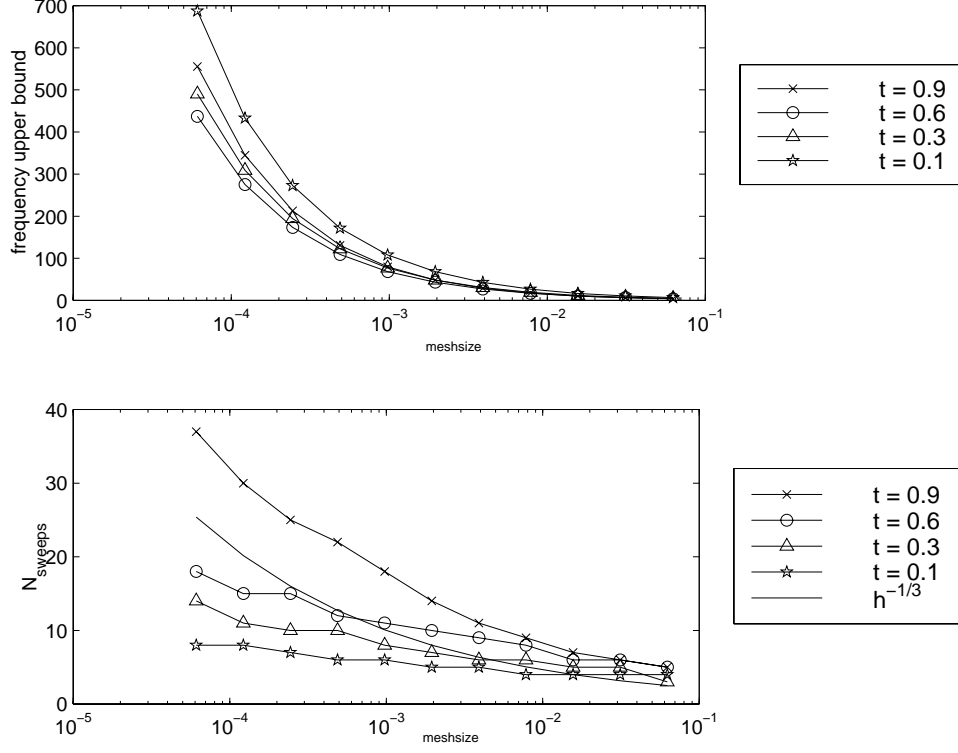 frequency upper bound
700
600
500
400
300
200
100
0
10^-5 10^-4 10^-3 10^-2 10^-1
meshsize
t = 0.9
t = 0.6
t = 0.3
t = 0.1
N_sweeps
40
30
20
10
0
10^-5 10^-4 10^-3 10^-2 10^-1
meshsize
t = 0.9
t = 0.6
t = 0.3
t = 0.1
h^-1/3